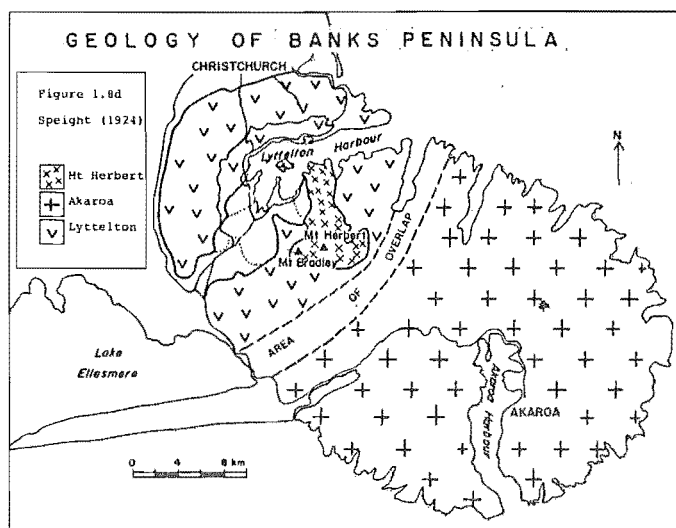 GEOLOGY OF BANKS PENINSULA
CHRISTCHURCH
Figure 1.8d
Speight (1924)
Mt Herbert
Akaroa
Lyttelton
Lyttelton Harbour
N
Mt Herbert
Mt Bradley
AREA OF OVERLAP
Lake
Ellesmere
Akaroa Harbour
AKAROA
0 4 8 km